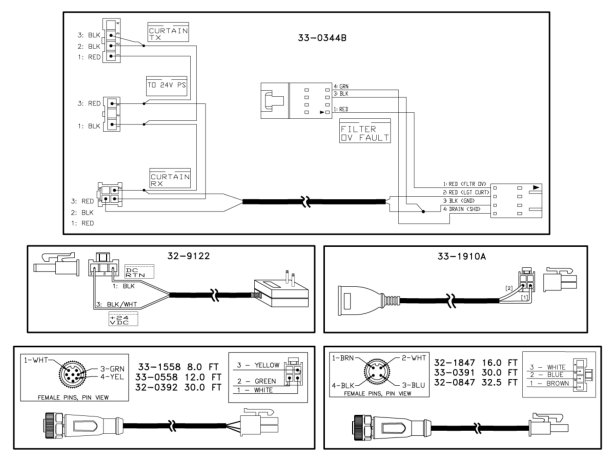 33-0344B
CURTAIN
TX
3: BLK
2: BLK
1: RED
TO 24V PS
3: RED
1: BLK
CURTAIN
RX
3: RED
2: BLK
1: RED
4: GRN
3: BLK
1: RED
FILTER
OV FAULT
1: RED (FLTR OV)
2: RED (LGT CURT)
3: BLK (GND)
4: DRAIN (SHD)
32-9122
DC
RTN
1: BLK
3: BLK/WHT
+24
VDC
33-1910A
[2]
[1]
1-WHT
3-GRN
4-YEL
FEMALE PINS, PIN VIEW
33-1558 8.0 FT
33-0558 12.0 FT
32-0392 30.0 FT
3 - YELLOW
2 - GREEN
1 - WHITE
1-BRN
2-WHT
4-BLK
3-BLU
FEMALE PINS, PIN VIEW
32-1847 16.0 FT
33-0391 30.0 FT
32-0847 32.5 FT
3 - WHITE
2 - BLUE
1 - BROWN